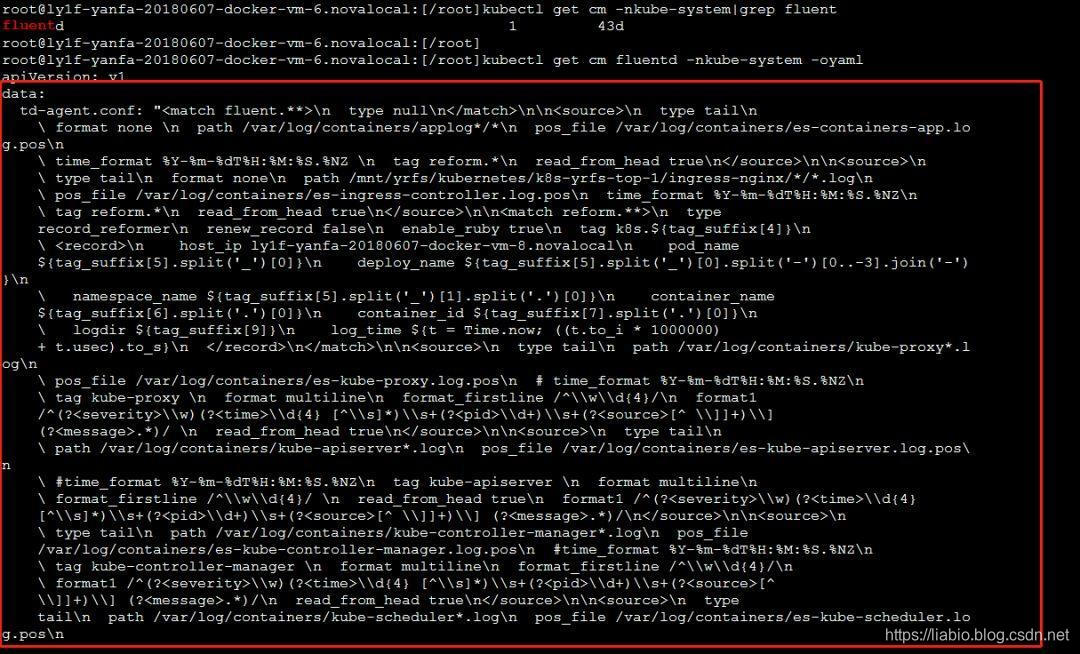 root@ly1f-yanfa-20180607-docker-vm-6.novalocal:[/root]kubectl get cm -nkube-system|grep fluent
fluentd 1 43d
root@ly1f-yanfa-20180607-docker-vm-6.novalocal:[/root]
root@ly1f-yanfa-20180607-docker-vm-6.novalocal:[/root]kubectl get cm fluentd -nkube-system -oyaml
apiVersion: v1
data:
td-agent.conf: "<match fluent.**>\n  type null\n</match>\n\n<source>\n  type tail\n
\ format none \n  path /var/log/containers/applog*/*\n  pos_file /var/log/containers/es-containers-app.lo
g.pos\n
\ time_format %Y-%m-%dT%H:%M:%S.%NZ \n  tag reform.*\n  read_from_head true\n</source>\n\n<source>\n
\ type tail\n  format none\n  path /mnt/yrfs/kubernetes/k8s-yrfs-top-1/ingress-nginx/*/*.log\n
\ pos_file /var/log/containers/es-ingress-controller.log.pos\n  time_format %Y-%m-%dT%H:%M:%S.%NZ\n
\ tag reform.*\n  read_from_head true\n</source>\n\n<match reform.**>\n  type
record_reformer\n  renew_record false\n  enable_ruby true\n  tag k8s.${tag_suffix[4]}\n
\ <record>\n    host_ip ly1f-yanfa-20180607-docker-vm-8.novalocal\n    pod_name
${tag_suffix[5].split('_')[0]}\n    deploy_name ${tag_suffix[5].split('_')[0].split('-')[0..-3].join('-')
}\n
\   namespace_name ${tag_suffix[5].split('_')[1].split('.')[0]}\n    container_name
${tag_suffix[6].split('.')[0]}\n    container_id ${tag_suffix[7].split('.')[0]}\n
\   logdir ${tag_suffix[9]}\n    log_time ${t = Time.now; ((t.to_i * 1000000)
+ t.usec).to_s}\n  </record>\n</match>\n\n<source>\n  type tail\n  path /var/log/containers/kube-proxy*.l
og\n
\ pos_file /var/log/containers/es-kube-proxy.log.pos\n  # time_format %Y-%m-%dT%H:%M:%S.%NZ\n
\ tag kube-proxy \n  format multiline\n  format_firstline /^\\w\\d{4}/\n  format1
/^(?<severity>\\w)(?<time>\\d{4} [^\\s]*)\\s+(?<pid>\\d+)\\s+(?<source>[^ \\]]+)\\]
(?<message>.*)/ \n  read_from_head true\n</source>\n\n<source>\n  type tail\n
\ path /var/log/containers/kube-apiserver*.log\n  pos_file /var/log/containers/es-kube-apiserver.log.pos\
n
\ #time_format %Y-%m-%dT%H:%M:%S.%NZ\n  tag kube-apiserver \n  format multiline\n
\ format_firstline /^\\w\\d{4}/ \n  read_from_head true\n  format1 /^(?<severity>\\w)(?<time>\\d{4}
[^\\s]*)\\s+(?<pid>\\d+)\\s+(?<source>[^ \\]]+)\\] (?<message>.*)/\n</source>\n\n<source>\n
\ type tail\n  path /var/log/containers/kube-controller-manager*.log\n  pos_file
/var/log/containers/es-kube-controller-manager.log.pos\n  #time_format %Y-%m-%dT%H:%M:%S.%NZ\n
\ tag kube-controller-manager \n  format multiline\n  format_firstline /^\\w\\d{4}/\n
\ format1 /^(?<severity>\\w)(?<time>\\d{4} [^\\s]*)\\s+(?<pid>\\d+)\\s+(?<source>[^
\\]]+)\\] (?<message>.*)/\n  read_from_head true\n</source>\n\n<source>\n  type
tail\n  path /var/log/containers/kube-scheduler*.log\n  pos_file /var/log/containers/es-kube-scheduler.lo
g.pos\n
https://liabio.blog.csdn.net